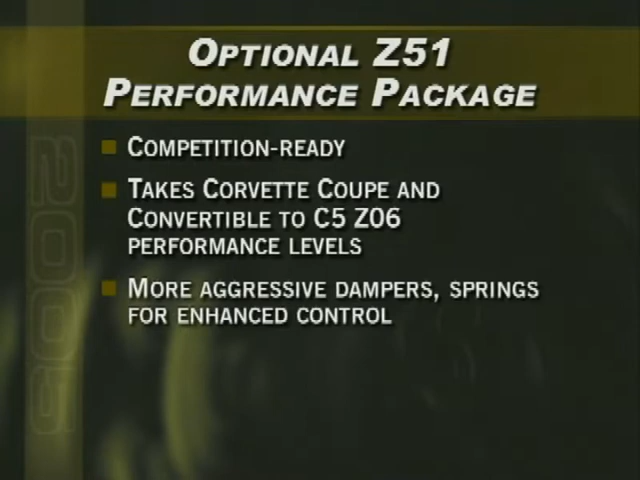 OPTIONAL Z51
PERFORMANCE PACKAGE
COMPETITION-READY
TAKES CORVETTE COUPE AND
CONVERTIBLE TO C5 Z06
PERFORMANCE LEVELS
MORE AGGRESSIVE DAMPERS, SPRINGS
FOR ENHANCED CONTROL
2005